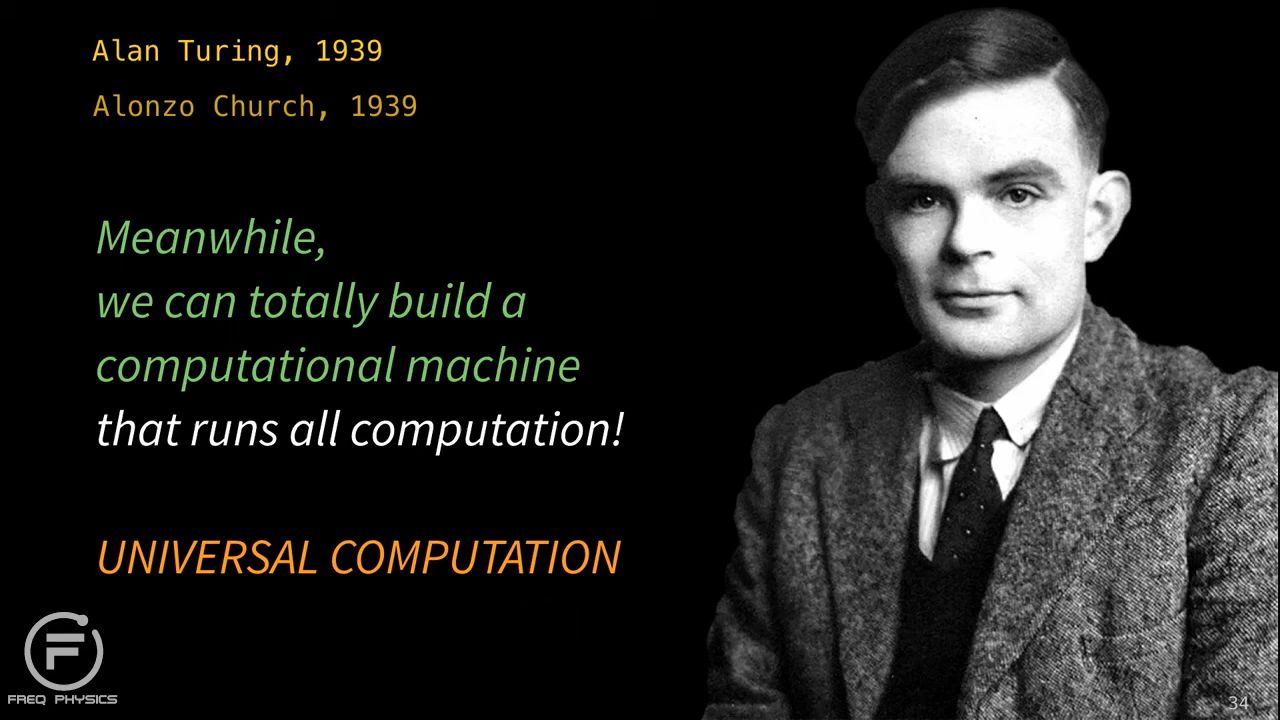 Alan Turing, 1939
Alonzo Church, 1939
Meanwhile,
we can totally build a
computational machine
that runs all computation!
UNIVERSAL COMPUTATION
F
FREQ PHYSICS
34